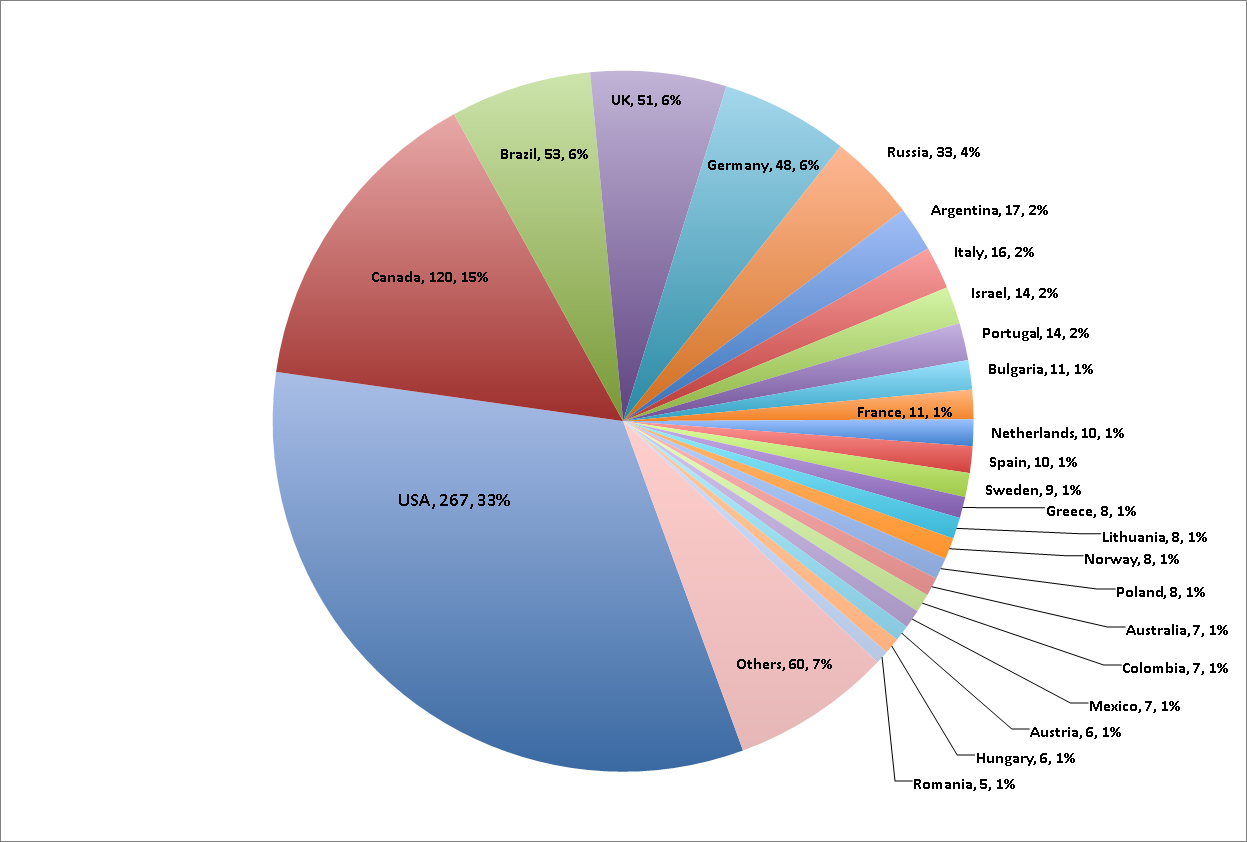 UK, 51, 6%
Brazil, 53, 6%
Germany, 48, 6%
Russia, 33, 4%
Argentina, 17, 2%
Italy, 16, 2%
Canada, 120, 15%
Israel, 14, 2%
Portugal, 14, 2%
Bulgaria, 11, 1%
France, 11, 1%
Netherlands, 10, 1%
Spain, 10, 1%
Sweden, 9, 1%
USA, 267, 33%
Greece, 8, 1%
Lithuania, 8, 1%
Norway, 8, 1%
Poland, 8, 1%
Australia, 7, 1%
Others, 60, 7%
Colombia, 7, 1%
Mexico, 7, 1%
Austria, 6, 1%
Hungary, 6, 1%
Romania, 5, 1%